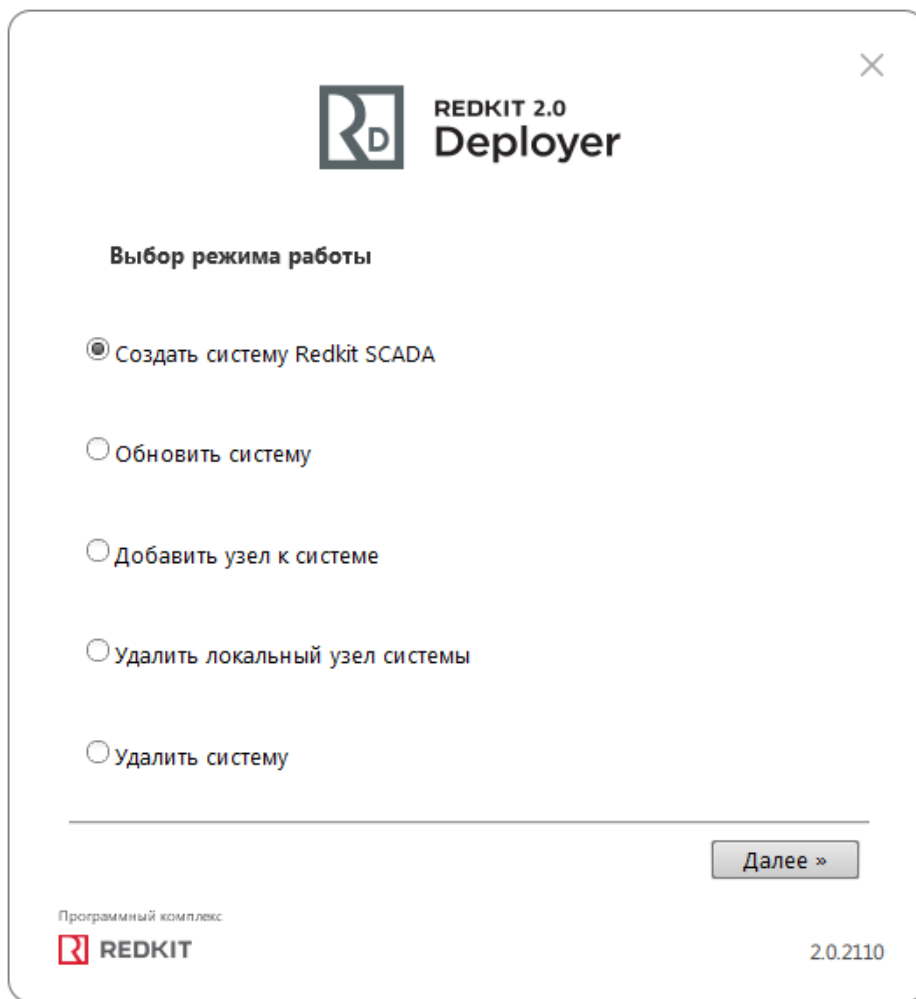 REDKIT 2.0
Deployer
Выбор режима работы
Создать систему Redkit SCADA
Обновить систему
Добавить узел к системе
Удалить локальный узел системы
Удалить систему
Далее »
Программный комплекс
REDKIT
2.0.2110